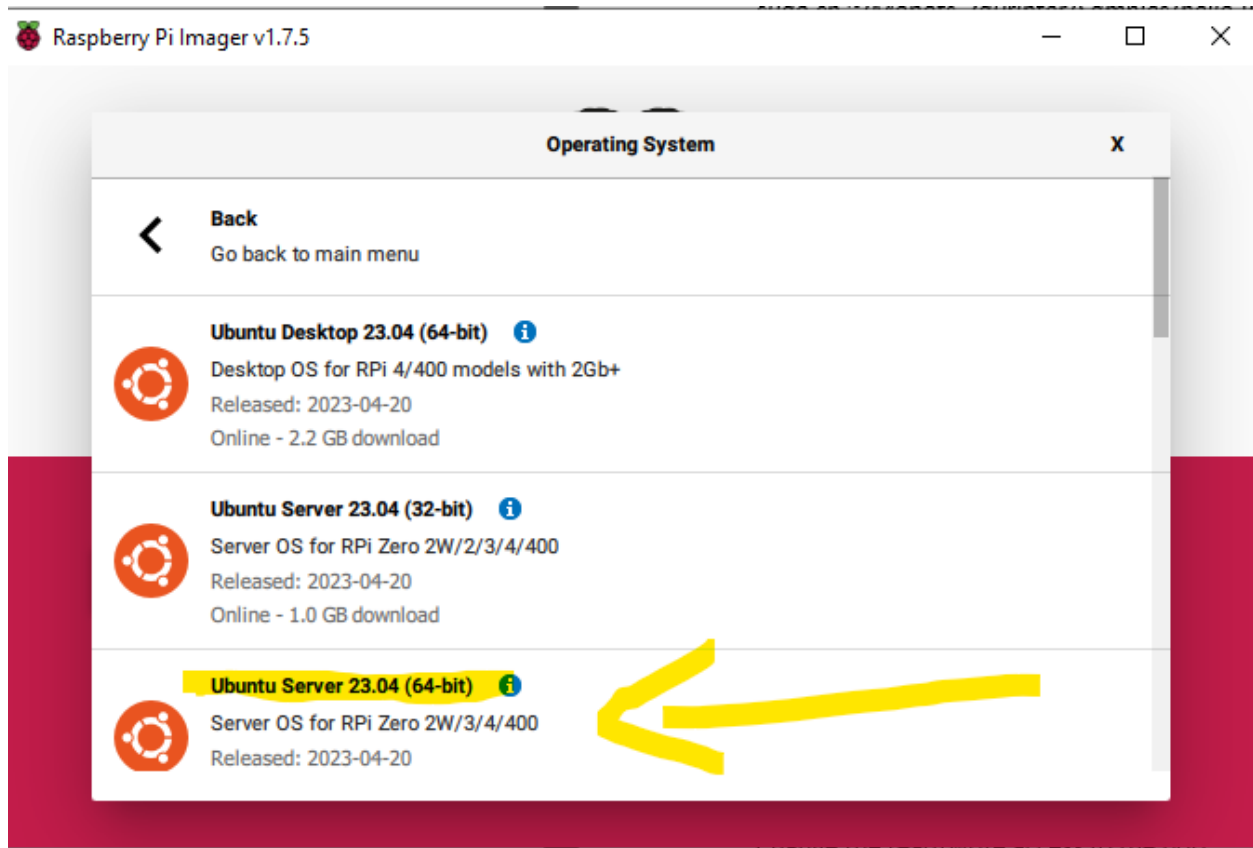 Raspberry Pi Imager v1.7.5
Operating System
X
Back
Go back to main menu
Ubuntu Desktop 23.04 (64-bit)
Desktop OS for RPi 4/400 models with 2Gb+
Released: 2023-04-20
Online - 2.2 GB download
Ubuntu Server 23.04 (32-bit)
Server OS for RPi Zero 2W/2/3/4/400
Released: 2023-04-20
Online - 1.0 GB download
Ubuntu Server 23.04 (64-bit)
Server OS for RPi Zero 2W/3/4/400
Released: 2023-04-20